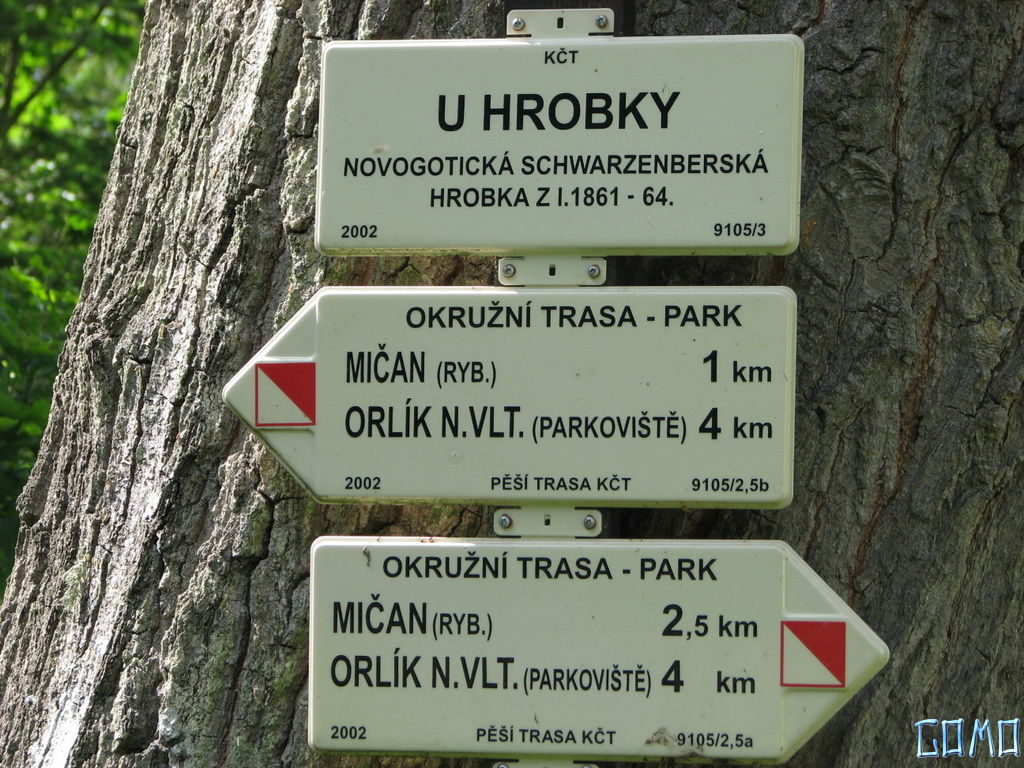 KČT
U HROBKY
NOVOGOTICKÁ SCHWARZENBERSKÁ
HROBKA Z l.1861 - 64.
2002 9105/3
OKRUŽNÍ TRASA - PARK
MIČAN (RYB.) 1 km
ORLÍK N.VLT. (PARKOVIŠTĚ) 4 km
2002 PĚŠÍ TRASA KČT 9105/2,5b
OKRUŽNÍ TRASA - PARK
MIČAN (RYB.) 2,5 km
ORLÍK N.VLT. (PARKOVIŠTĚ) 4 km
2002 PĚŠÍ TRASA KČT 9105/2,5a
GOMO